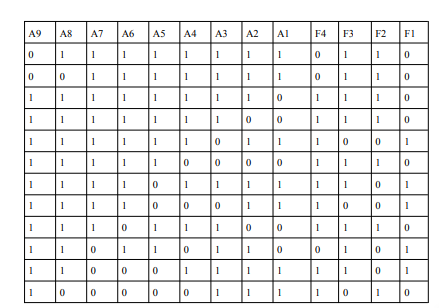 A9 A8 A7 A6 A5 A4 A3 A2 A1 F4 F3 F2 F1
0 1 1 1 1 1 1 1 1 0 1 1 0
0 0 1 1 1 1 1 1 1 0 1 1 0
1 1 1 1 1 1 1 1 0 1 1 1 0
1 1 1 1 1 1 1 0 0 1 1 1 0
1 1 1 1 1 1 0 1 1 1 0 0 1
1 1 1 1 1 0 0 0 0 1 1 1 0
1 1 1 1 0 1 1 1 1 1 1 0 1
1 1 1 1 0 0 0 1 1 1 0 0 1
1 1 1 0 1 1 1 0 0 1 1 1 0
1 1 0 1 1 0 1 1 0 0 1 0 1
1 1 0 0 0 1 1 1 1 1 1 0 1
1 0 0 0 0 0 1 1 1 1 0 1 0